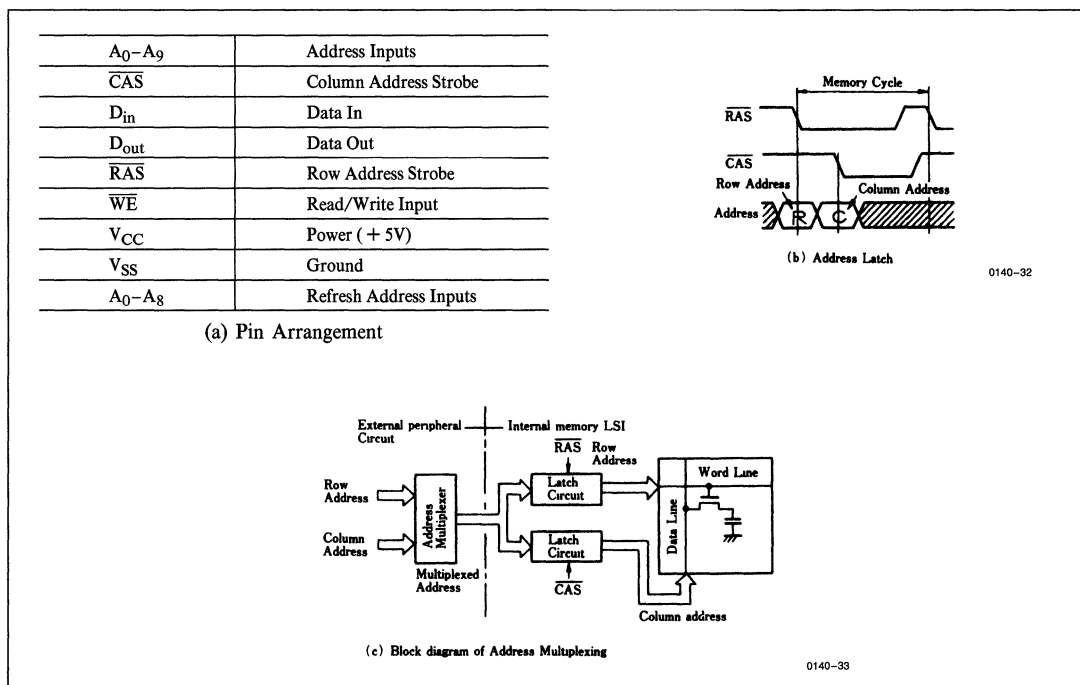 A0–A9 Address Inputs
CAS Column Address Strobe
Din Data In
Dout Data Out
RAS Row Address Strobe
WE Read/Write Input
VCC Power (+ 5V)
VSS Ground
A0–A8 Refresh Address Inputs
(a) Pin Arrangement
Memory Cycle
RAS
CAS
Row Address
Column Address
Address
R
C
(b) Address Latch
0140–32
External peripheral
Circuit
Internal memory LSI
RAS
Row
Address
Row
Address
Column
Address
Address
Multiplexer
Multiplexed
Address
Latch
Circuit
Latch
Circuit
CAS
Word Line
Data Line
Column address
(c) Block diagram of Address Multiplexing
0140–33